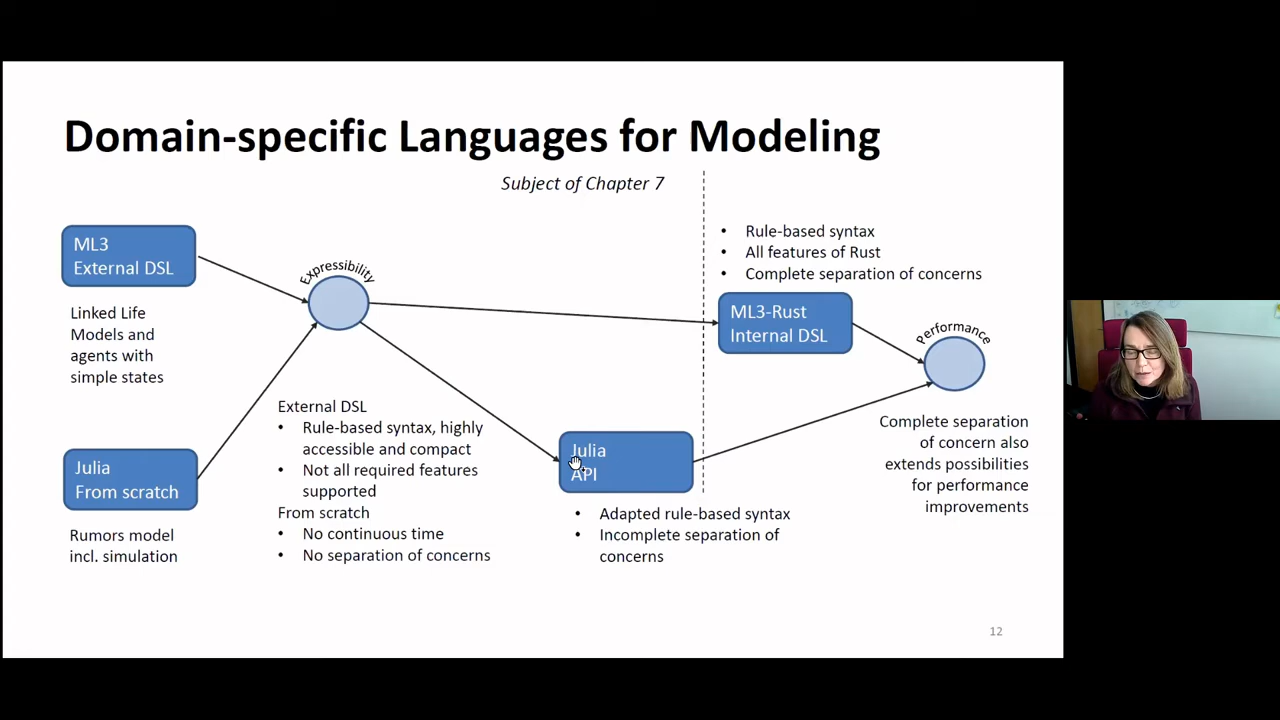 Domain-specific Languages for Modeling
Subject of Chapter 7
ML3
External DSL
Linked Life
Models and
agents with
simple states
Julia
From scratch
Rumors model
incl. simulation
Expressibility
External DSL
• Rule-based syntax, highly
accessible and compact
• Not all required features
supported
From scratch
• No continuous time
• No separation of concerns
Julia
API
• Adapted rule-based syntax
• Incomplete separation of
concerns
• Rule-based syntax
• All features of Rust
• Complete separation of concerns
ML3-Rust
Internal DSL
Performance
Complete separation
of concern also
extends possibilities
for performance
improvements
12